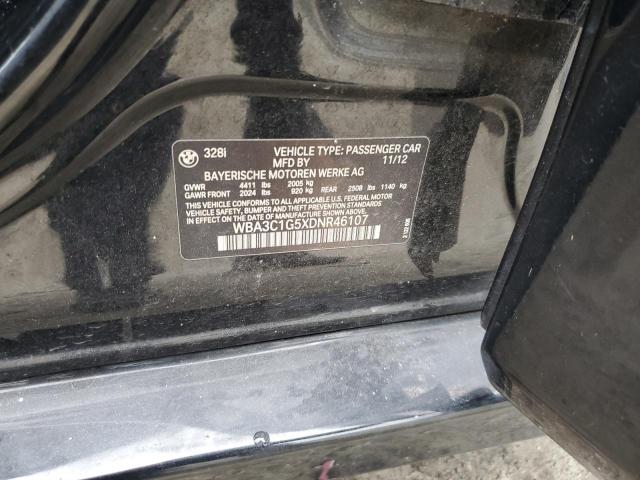 328i VEHICLE TYPE: PASSENGER CAR
MFD BY 11/12
BAYERISCHE MOTOREN WERKE AG
GVWR 4411 lbs 2005 kg
GAWR FRONT 2024 lbs 920 kg REAR 2508 lbs 1140 kg
THIS VEHICLE CONFORMS TO ALL APPLICABLE U.S. FEDERAL MOTOR
VEHICLE SAFETY, BUMPER AND THEFT PREVENTION STANDARDS
IN EFFECT ON THE DATE OF MANUFACTURE SHOWN ABOVE.
WBA3C1G5XDNR46107